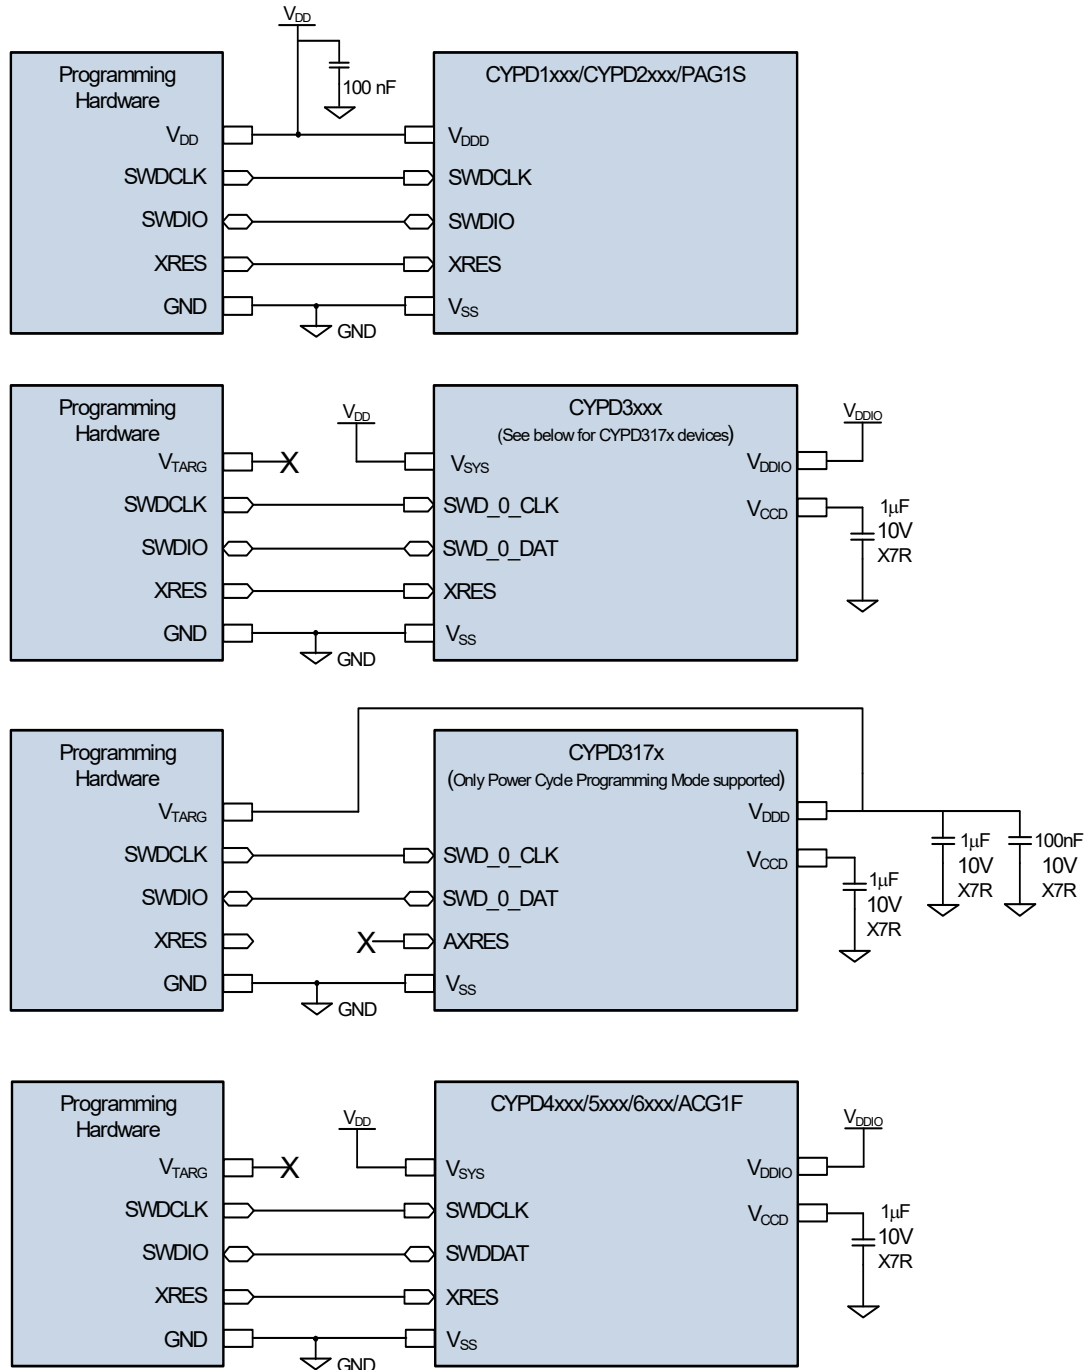 VDD
Programming
Hardware
CYPD1xxx/CYPD2xxx/PAG1S
100 nF
VDD
VDDD
SWDCLK
SWDCLK
SWDIO
SWDIO
XRES
XRES
GND
VSS
GND
Programming
Hardware
VDD
CYPD3xxx
(See below for CYPD317x devices)
VDDIO
VTARG
X
VSYS
VDDIO
SWDCLK
SWD_0_CLK
VCCD
1µF
10V
X7R
SWDIO
SWD_0_DAT
XRES
XRES
GND
VSS
GND
Programming
Hardware
CYPD317x
(Only Power Cycle Programming Mode supported)
VTARG
VDDD
1µF
10V
X7R
100nF
10V
X7R
SWDCLK
SWD_0_CLK
VCCD
1µF
10V
X7R
SWDIO
SWD_0_DAT
XRES
X
AXRES
GND
VSS
GND
Programming
Hardware
VDD
CYPD4xxx/5xxx/6xxx/ACG1F
VDDIO
VTARG
X
VSYS
VDDIO
SWDCLK
SWDCLK
VCCD
1µF
10V
X7R
SWDIO
SWDDAT
XRES
XRES
GND
VSS
GND